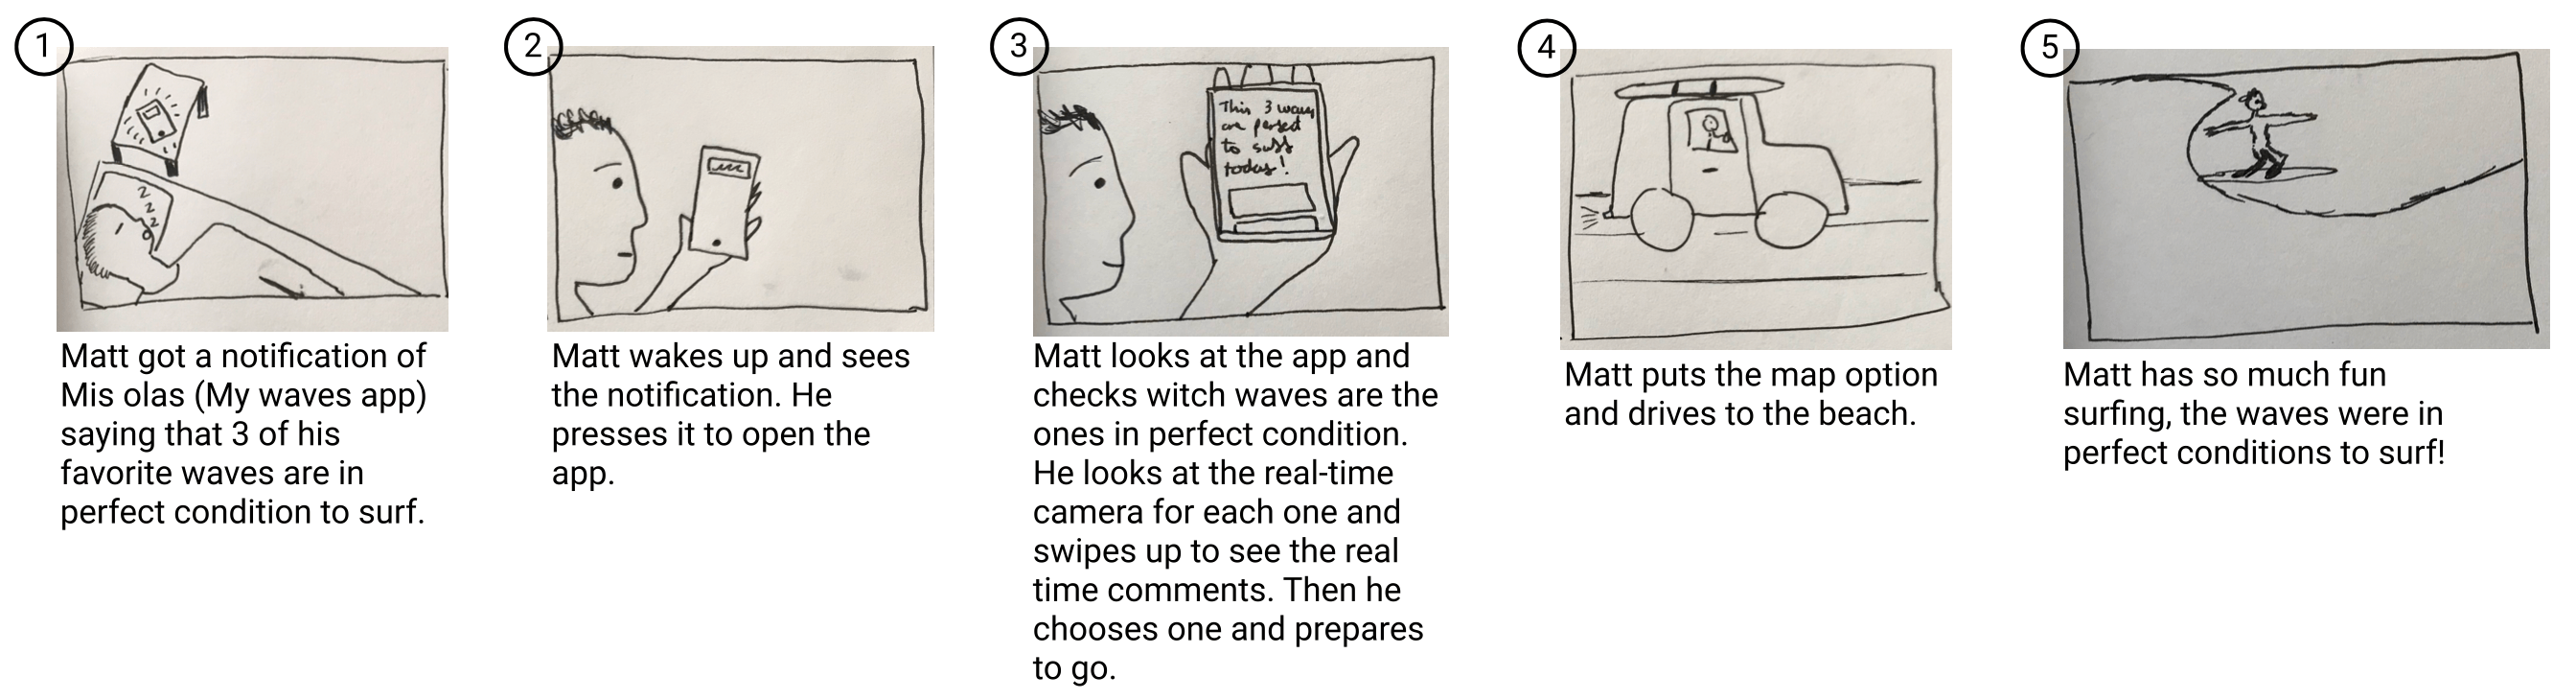 1
z
z
z
Matt got a notification of
Mis olas (My waves app)
saying that 3 of his
favorite waves are in
perfect condition to surf.
2
Matt wakes up and sees
the notification. He
presses it to open the
app.
3
This 3 waves
are perfect
to surf
today!
Matt looks at the app and
checks witch waves are the
ones in perfect condition.
He looks at the real-time
camera for each one and
swipes up to see the real
time comments. Then he
chooses one and prepares
to go.
4
Matt puts the map option
and drives to the beach.
5
Matt has so much fun
surfing, the waves were in
perfect conditions to surf!